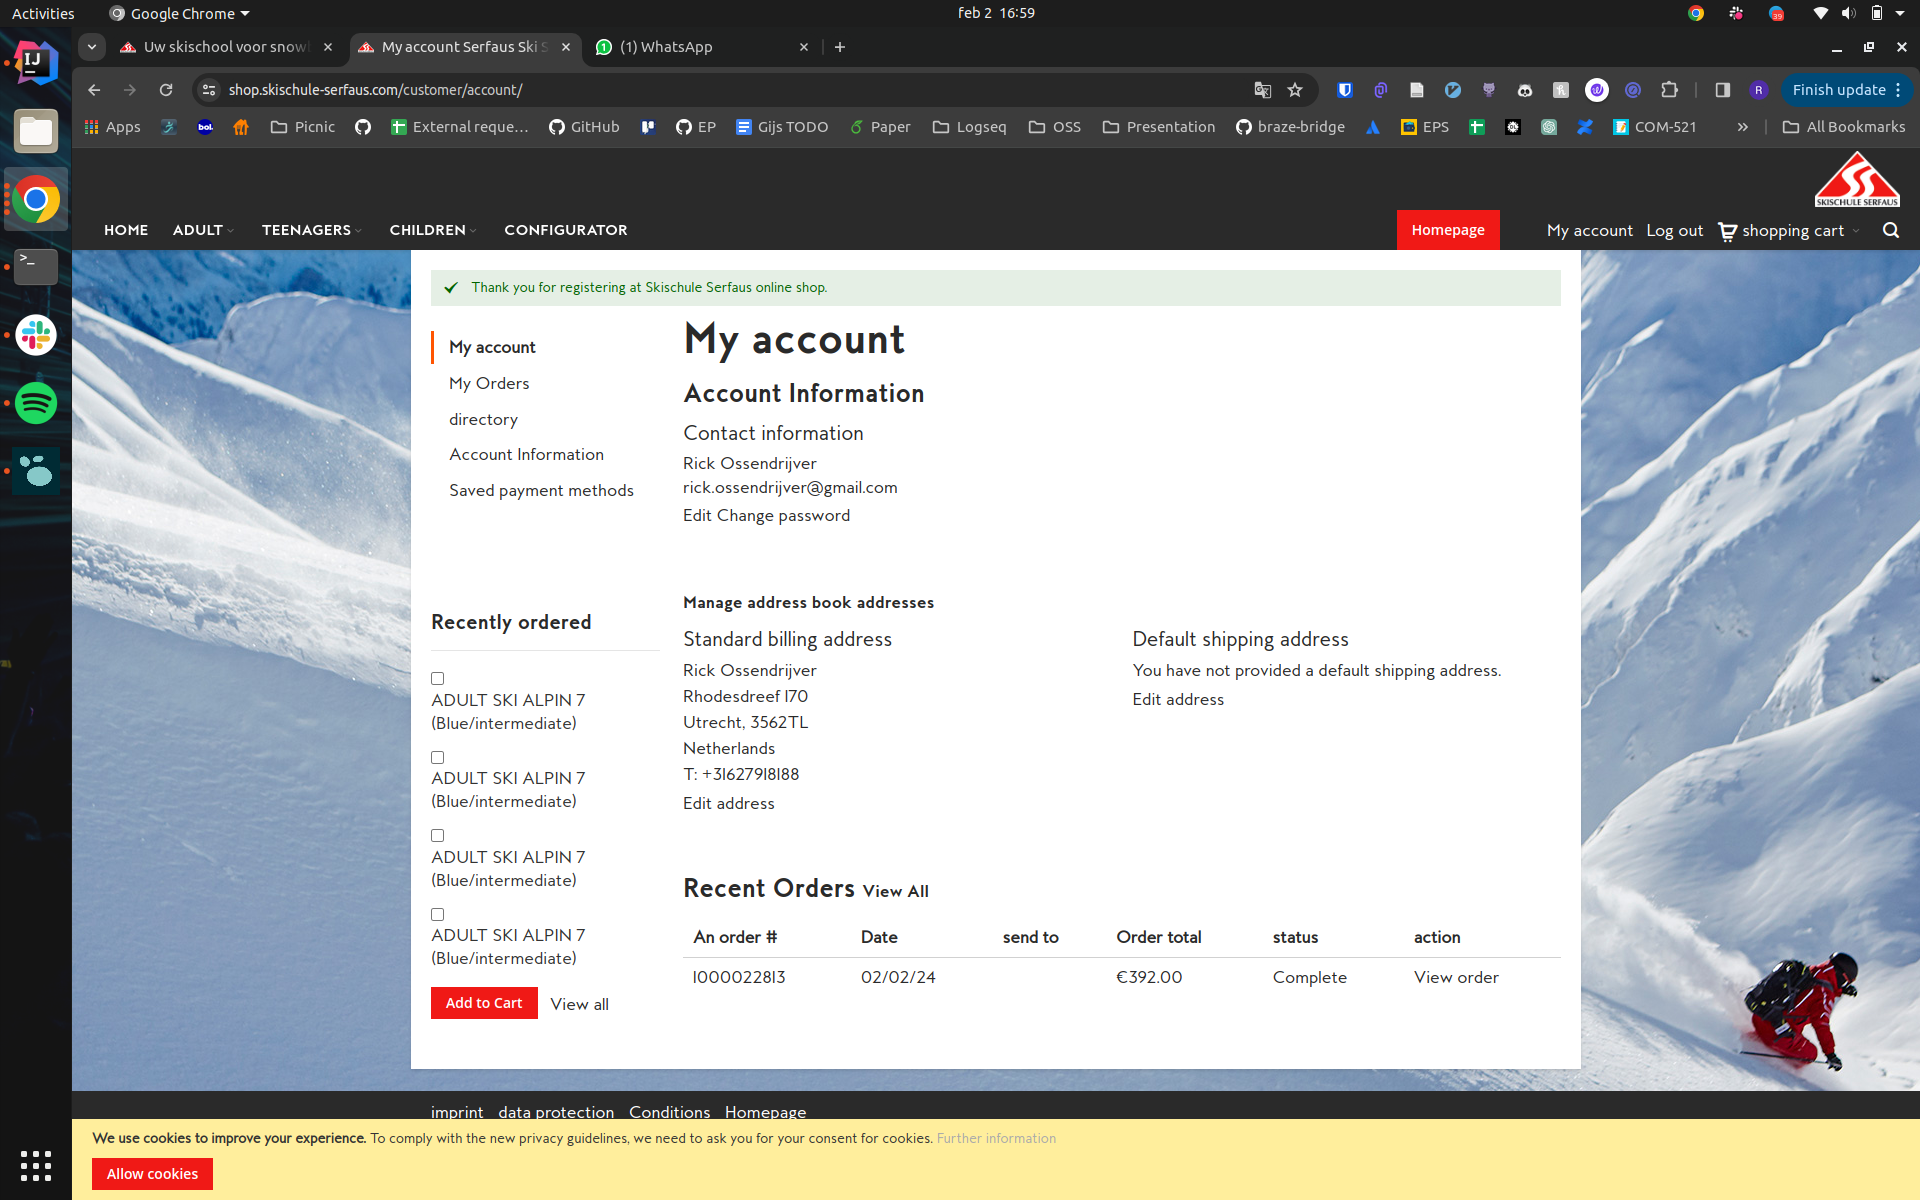 Activities
Google Chrome
feb 2 16:59
39
Uw skischool voor snow
My account Serfaus Ski S
(1) WhatsApp
shop.skischule-serfaus.com/customer/account/
Finish update
Apps
bol.
Picnic
External reque...
GitHub
EP
Gijs TODO
Paper
Logseq
OSS
Presentation
braze-bridge
EPS
COM-521
»
All Bookmarks
SKISCHULE SERFAUS
HOME
ADULT
TEENAGERS
CHILDREN
CONFIGURATOR
Homepage
My account
Log out
shopping cart
Thank you for registering at Skischule Serfaus online shop.
My account
My Orders
directory
Account Information
Saved payment methods
My account
Account Information
Contact information
Rick Ossendrijver
rick.ossendrijver@gmail.com
Edit Change password
Manage address book addresses
Standard billing address
Rick Ossendrijver
Rhodesdreef 170
Utrecht, 3562TL
Netherlands
T: +31627918188
Edit address
Default shipping address
You have not provided a default shipping address.
Edit address
Recently ordered
ADULT SKI ALPIN 7
(Blue/intermediate)
ADULT SKI ALPIN 7
(Blue/intermediate)
ADULT SKI ALPIN 7
(Blue/intermediate)
ADULT SKI ALPIN 7
(Blue/intermediate)
Add to Cart
View all
Recent Orders View All
An order # Date send to Order total status action
1000022813 02/02/24 €392.00 Complete View order
imprint data protection Conditions Homepage
We use cookies to improve your experience. To comply with the new privacy guidelines, we need to ask you for your consent for cookies. Further information
Allow cookies